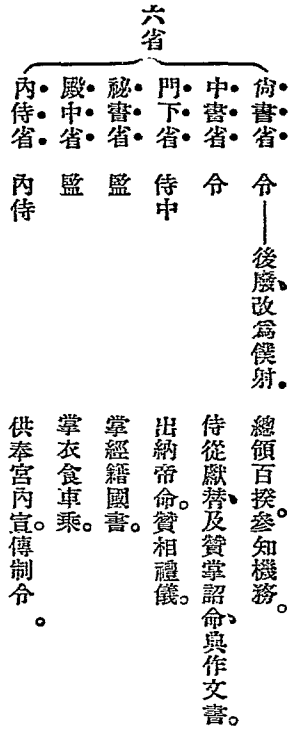 六省
尙書省　令——後廢、改爲僕射。　總領百揆。參知機務。
中書省　令　侍從獻替、及贊掌詔命、與作文書。
門下省　侍中　出納帝命。贊相禮儀。
祕書省　監　掌經籍國書。
殿中省　監　掌衣食車乘。
內侍省　內侍　供奉宮內。宣傳制令。